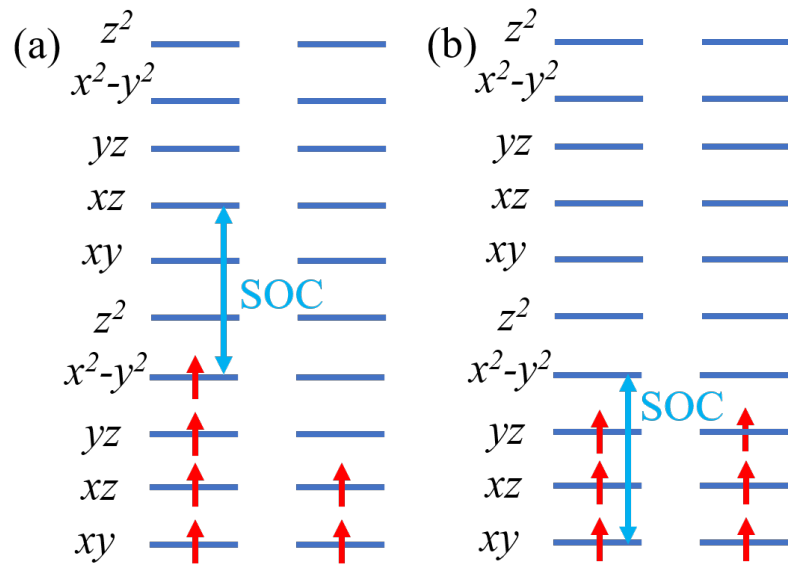 (a)
z²
x²-y²
yz
xz
xy
z²
x²-y²
yz
xz
xy
SOC
(b)
z²
x²-y²
yz
xz
xy
z²
x²-y²
yz
xz
xy
SOC